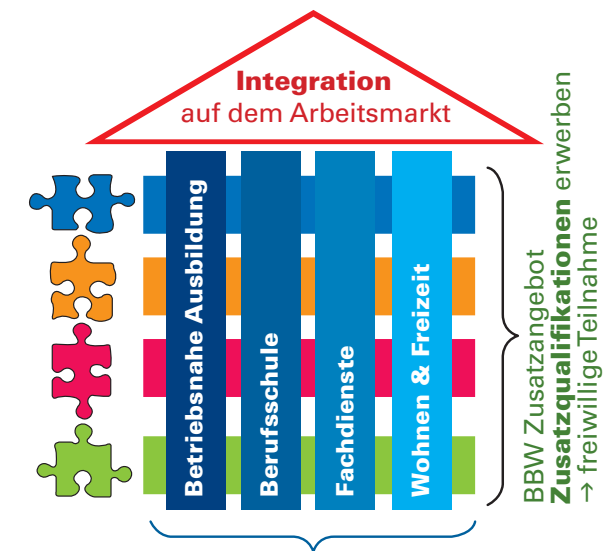 Integration
auf dem Arbeitsmarkt
Betriebsnahe Ausbildung
Berufsschule
Fachdienste
Wohnen & Freizeit
BBW Zusatzangebot
Zusatzqualifikationen erwerben
→ freiwillige Teilnahme